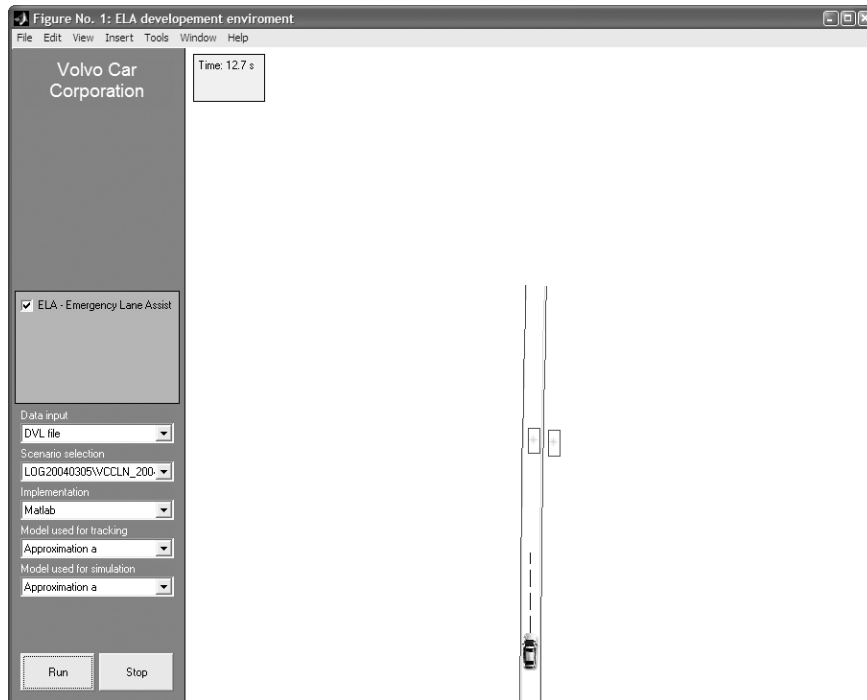 Figure No. 1: ELA developement enviroment
File Edit View Insert Tools Window Help
Volvo Car
Corporation
Time: 12.7 s
ELA - Emergency Lane Assist
Data input
DVL file
Scenario selection
LOG20040305\VCCLN_200
Implementation
Matlab
Model used for tracking
Approximation a
Model used for simulation
Approximation a
Run Stop